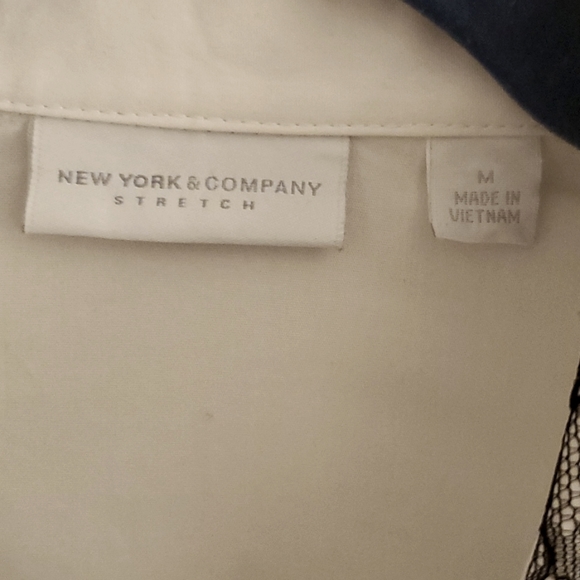 NEW YORK & COMPANY
STRETCH
M
MADE IN
VIETNAM